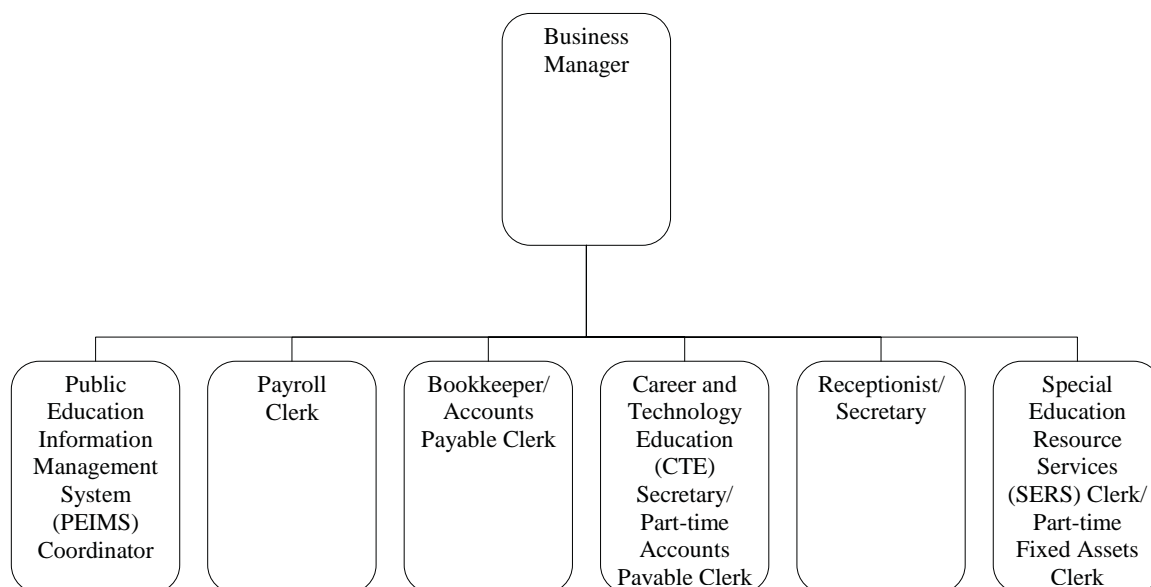 Business
Manager
Public
Education
Information
Management
System
(PEIMS)
Coordinator
Payroll
Clerk
Bookkeeper/
Accounts
Payable Clerk
Career and
Technology
Education
(CTE)
Secretary/
Part-time
Accounts
Payable Clerk
Receptionist/
Secretary
Special
Education
Resource
Services
(SERS) Clerk/
Part-time
Fixed Assets
Clerk